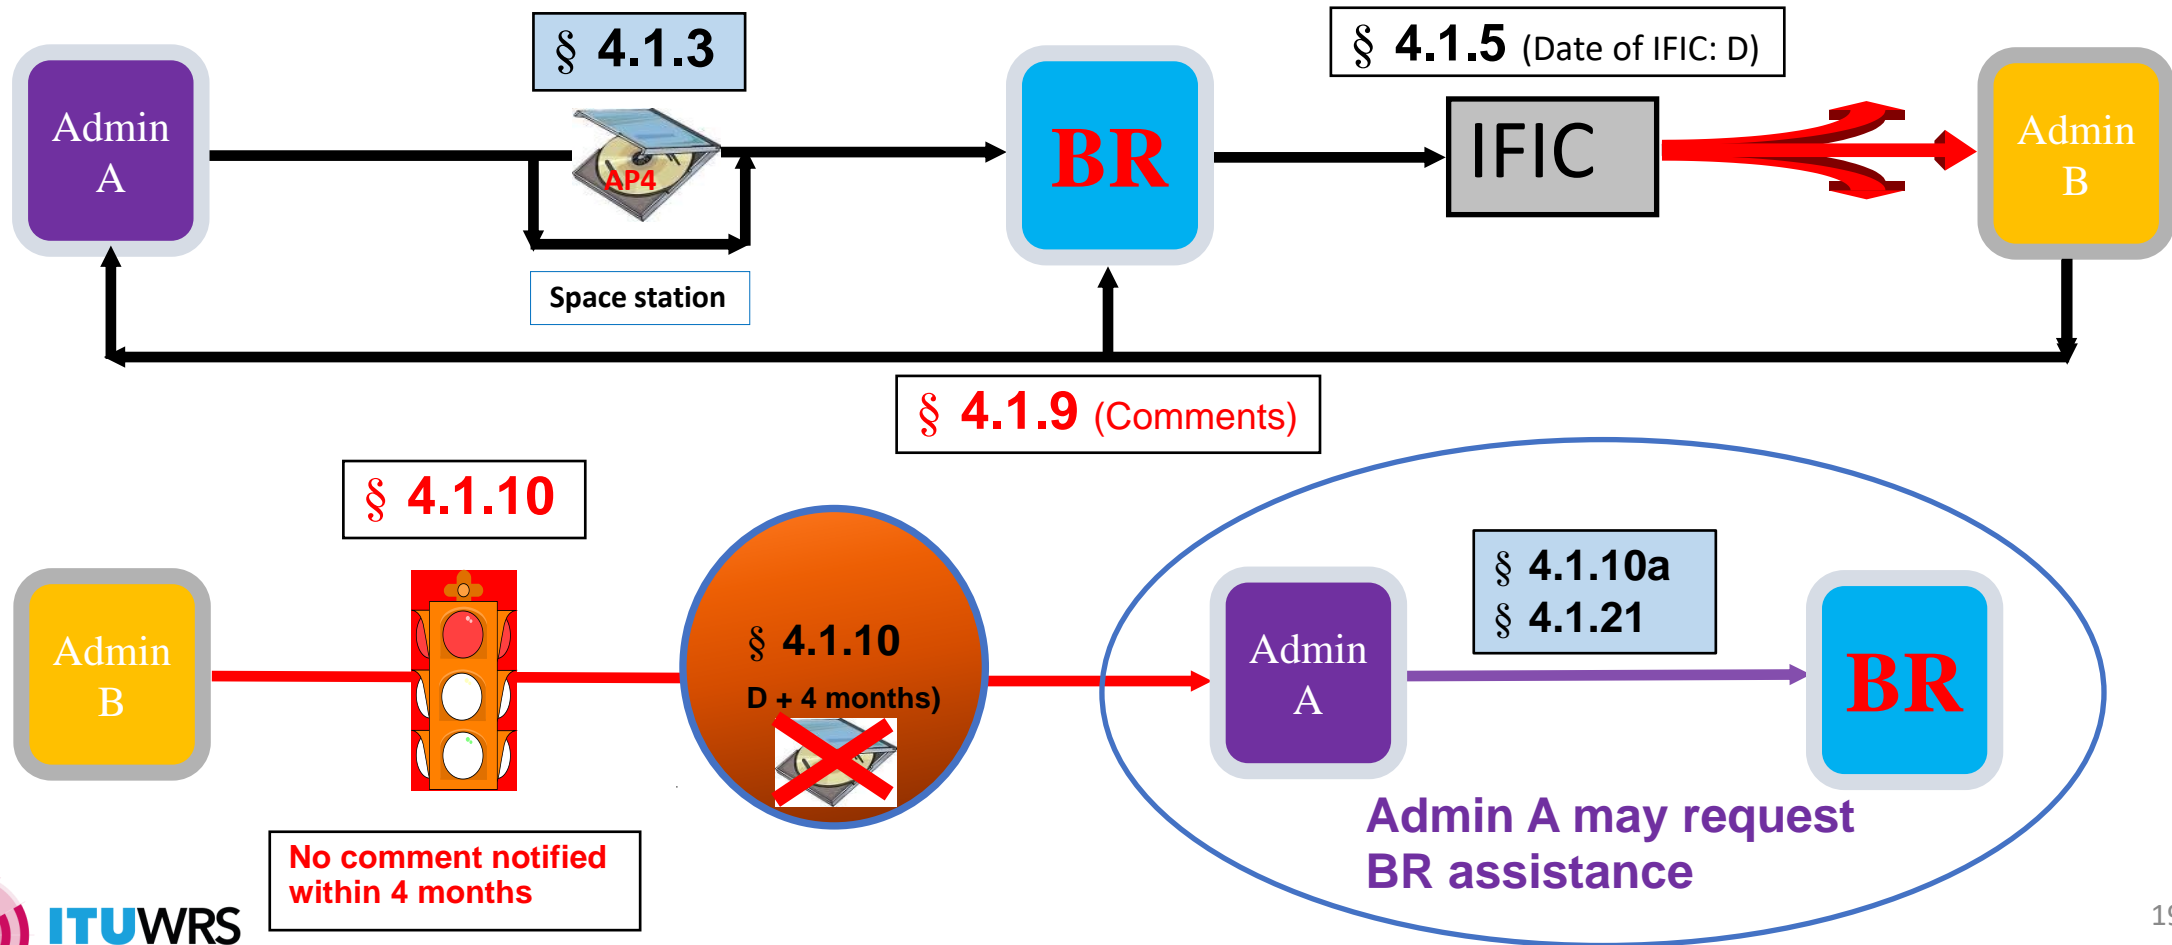 § 4.1.3
§ 4.1.5 (Date of IFIC: D)
Admin
A
AP4
BR
IFIC
Admin
B
Space station
§ 4.1.9 (Comments)
§ 4.1.10
Admin
B
§ 4.1.10
D + 4 months)
Admin
A
§ 4.1.10a
§ 4.1.21
BR
Admin A may request
BR assistance
No comment notified
within 4 months
ITUWRS
19